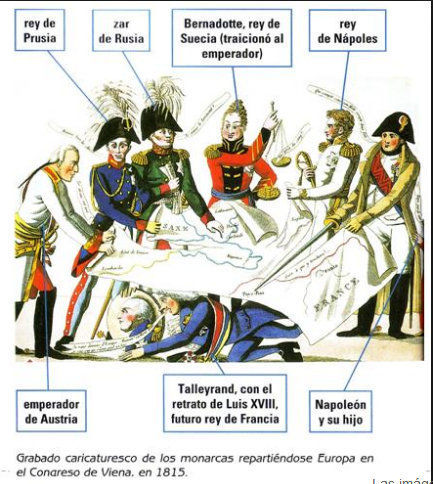 rey de
Prusia
zar
de Rusia
Bernadotte, rey de
Suecia (traicionó al
emperador)
rey
de Nápoles
SAXE
FRANCE
emperador
de Austria
Talleyrand, con el
retrato de Luis XVIII,
futuro rey de Francia
Napoleón
y su hijo
Grabado caricaturesco de los monarcas repartiéndose Europa en
el Congreso de Viena, en 1815.